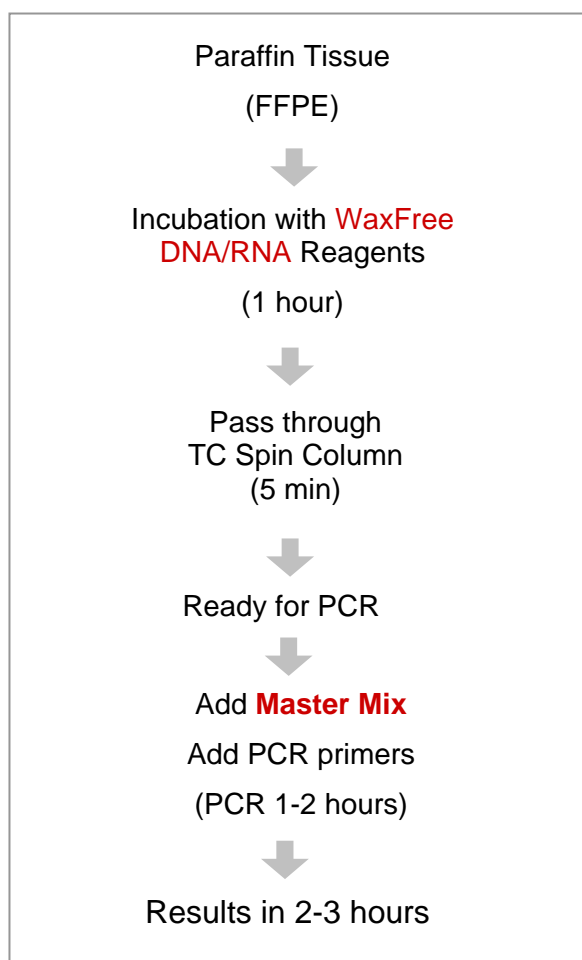 Paraffin Tissue
(FFPE)
Incubation with WaxFree
DNA/RNA Reagents
(1 hour)
Pass through
TC Spin Column
(5 min)
Ready for PCR
Add Master Mix
Add PCR primers
(PCR 1-2 hours)
Results in 2-3 hours